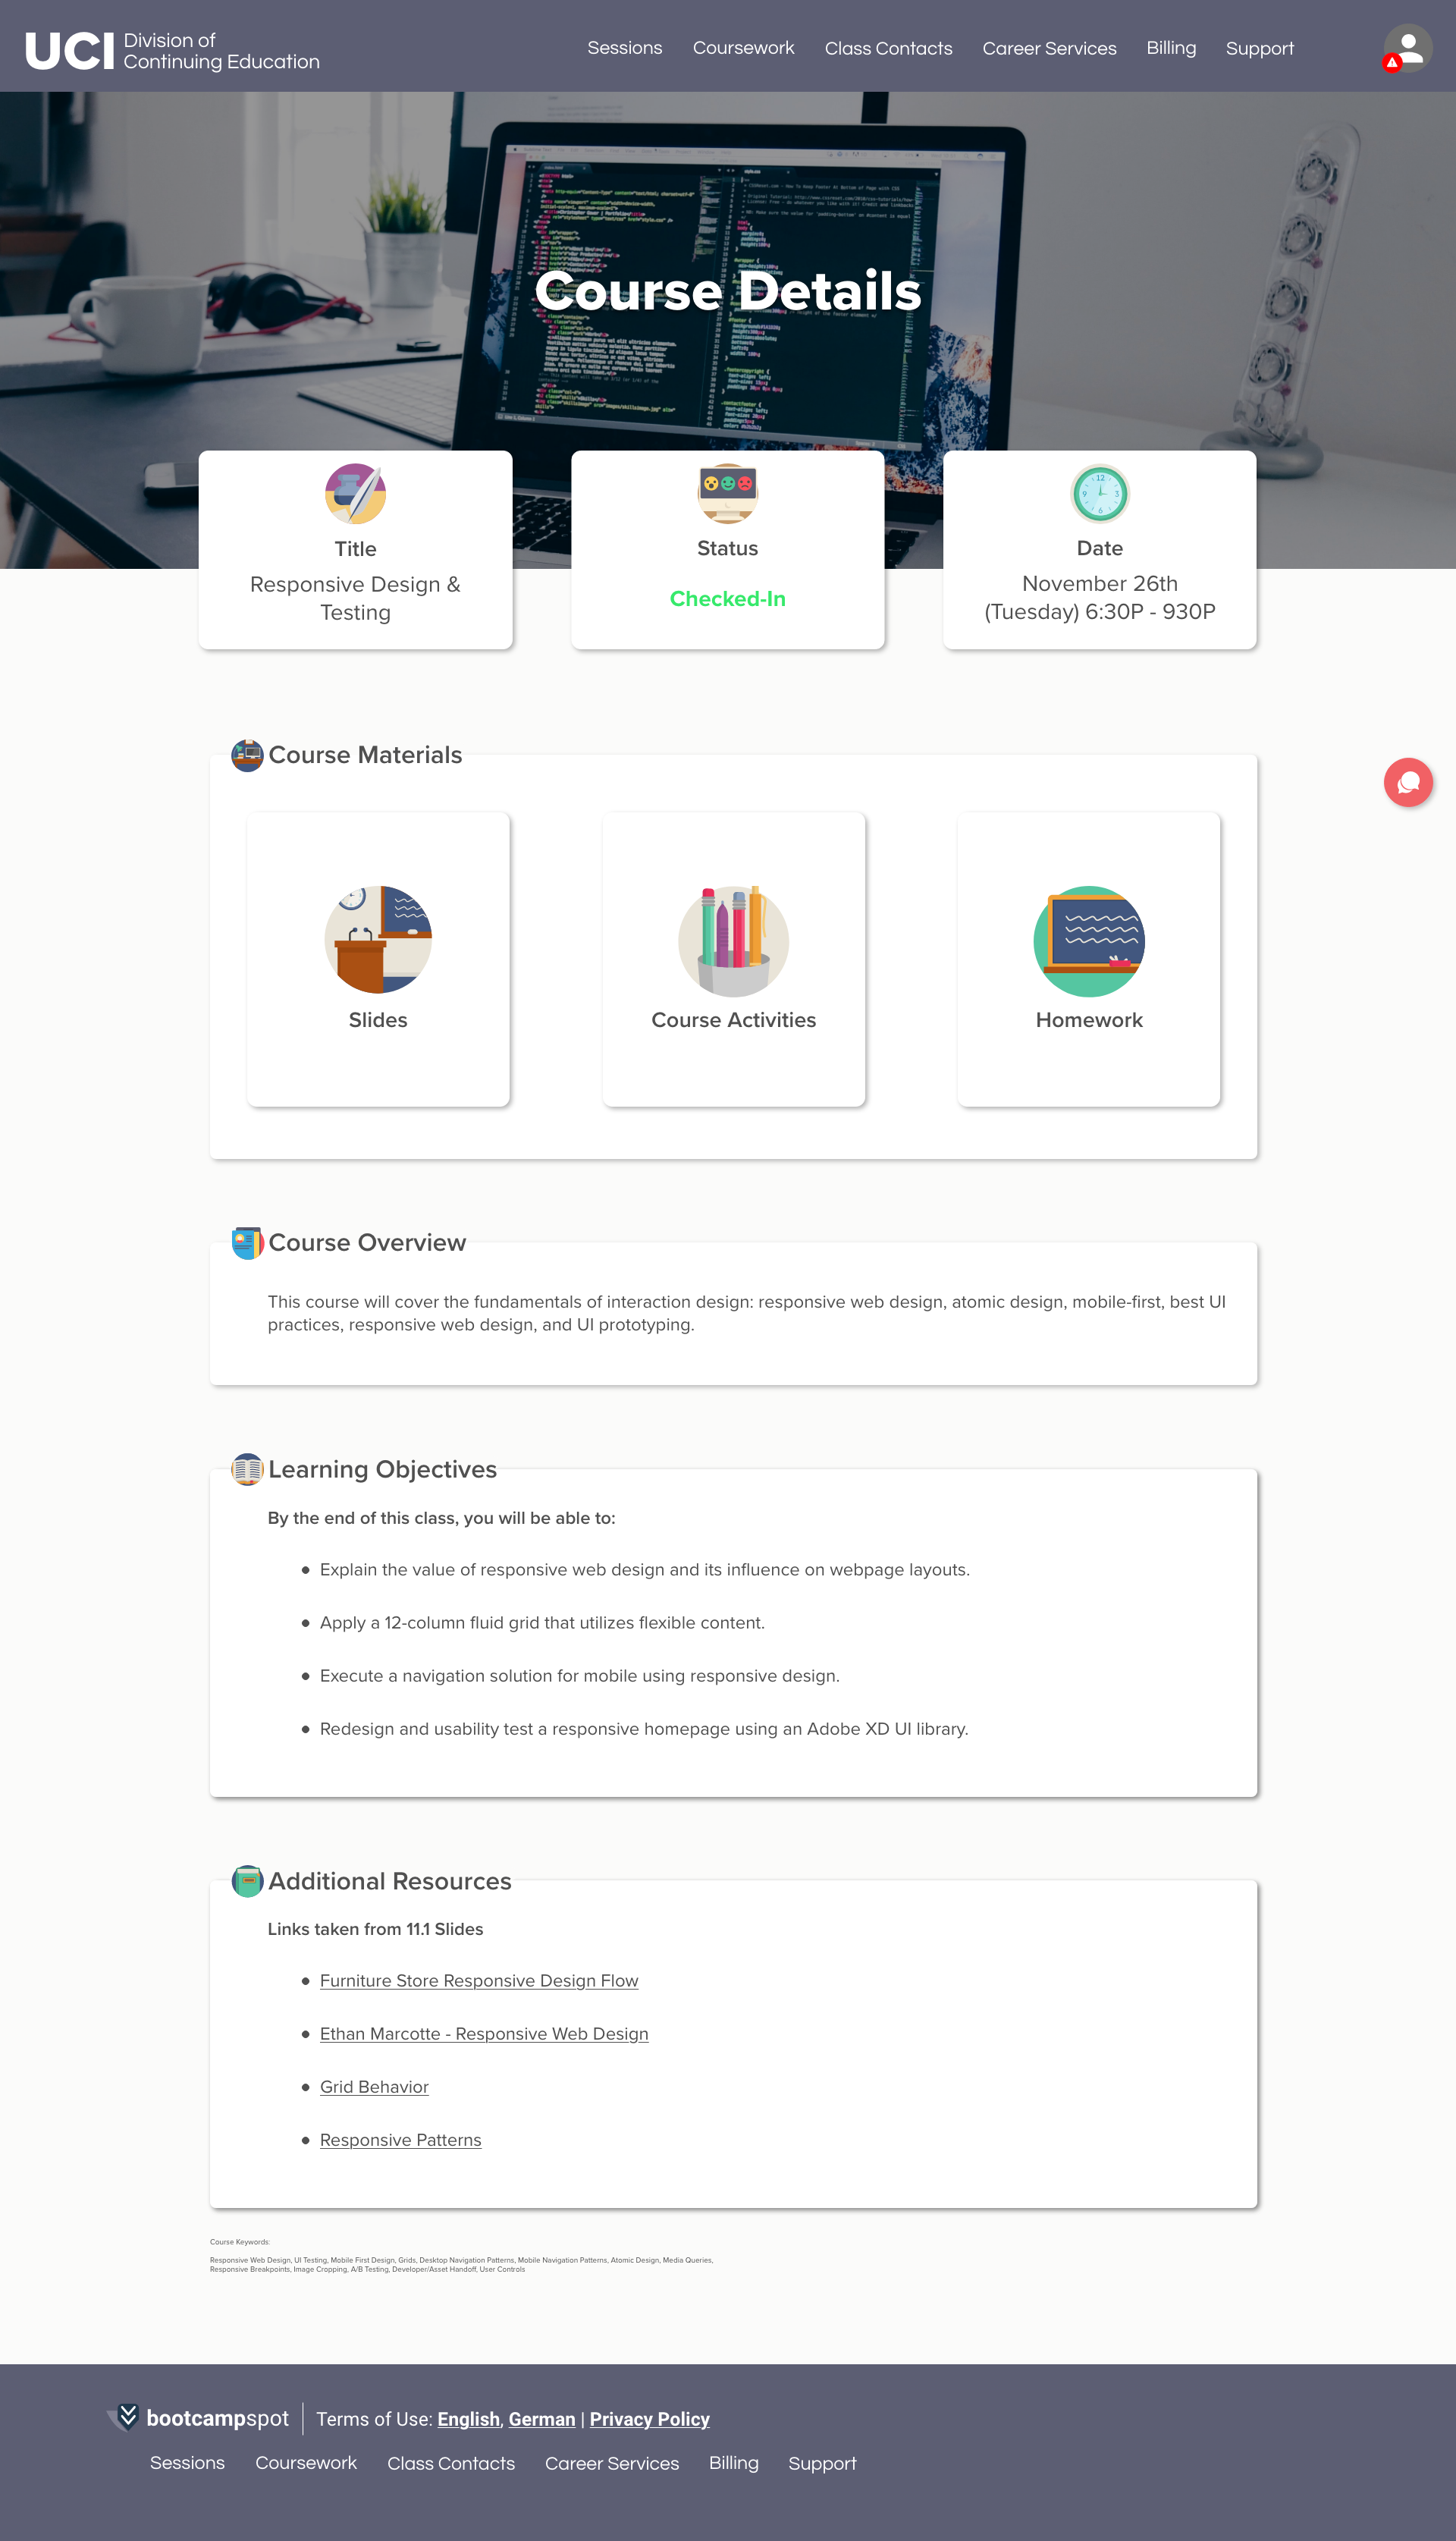 UCI Division of
Continuing Education
Sessions Coursework Class Contacts Career Services Billing Support
Course Details
Title
Responsive Design &
Testing
Status
Checked-In
Date
November 26th
(Tuesday) 6:30P - 930P
Course Materials
Slides
Course Activities
Homework
Course Overview
This course will cover the fundamentals of interaction design: responsive web design, atomic design, mobile-first, best UI
practices, responsive web design, and UI prototyping.
Learning Objectives
By the end of this class, you will be able to:
Explain the value of responsive web design and its influence on webpage layouts.
Apply a 12-column fluid grid that utilizes flexible content.
Execute a navigation solution for mobile using responsive design.
Redesign and usability test a responsive homepage using an Adobe XD UI library.
Additional Resources
Links taken from 11.1 Slides
Furniture Store Responsive Design Flow
Ethan Marcotte - Responsive Web Design
Grid Behavior
Responsive Patterns
Course Keywords:
Responsive Web Design, UI Testing, Mobile First Design, Grids, Desktop Navigation Patterns, Mobile Navigation Patterns, Atomic Design, Media Queries,
Responsive Breakpoints, Image Cropping, A/B Testing, Developer/Asset Handoff, User Controls
bootcampspot Terms of Use: English, German | Privacy Policy
Sessions Coursework Class Contacts Career Services Billing Support